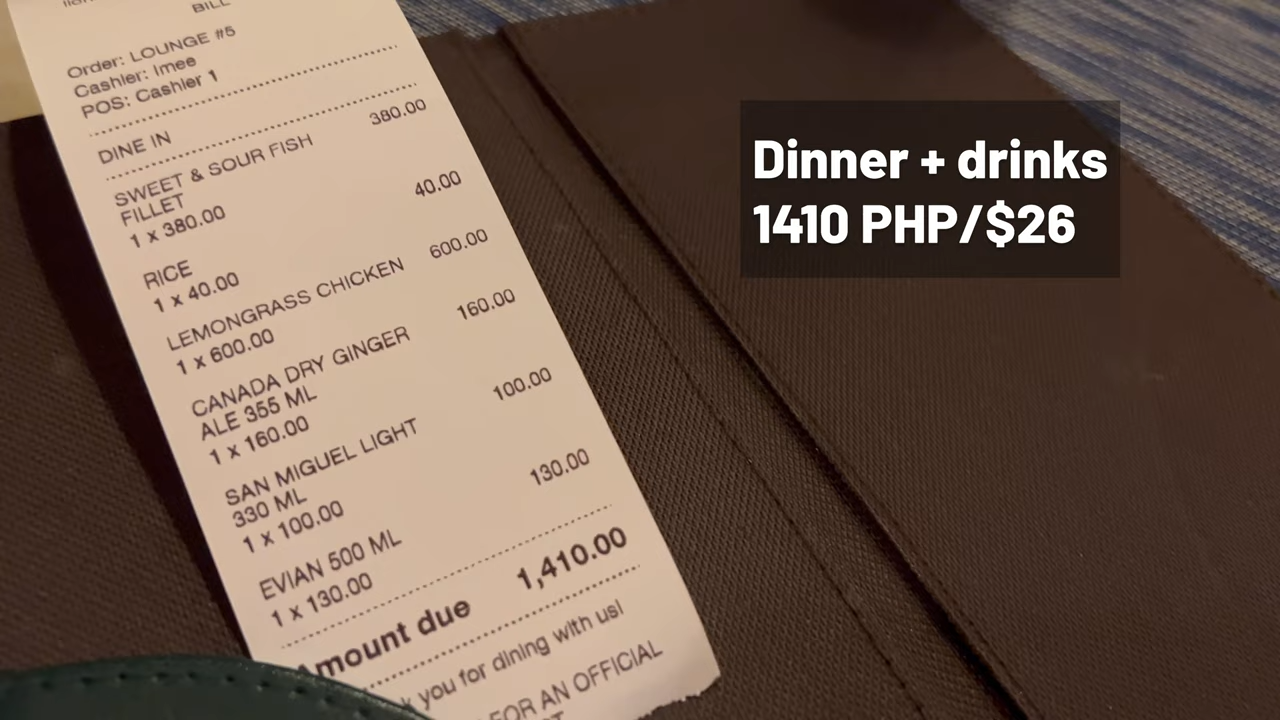 BILL
Order: LOUNGE #5
Cashier: Imee
POS: Cashier 1
DINE IN
SWEET & SOUR FISH 380.00
FILLET
1 x 380.00
RICE 40.00
1 x 40.00
LEMONGRASS CHICKEN 600.00
1 x 600.00
CANADA DRY GINGER 160.00
ALE 355 ML
1 x 160.00
SAN MIGUEL LIGHT 100.00
330 ML
1 x 100.00
EVIAN 500 ML 130.00
1 x 130.00
Amount due 1,410.00
you for dining with us!
FOR AN OFFICIAL
Dinner + drinks
1410 PHP/$26